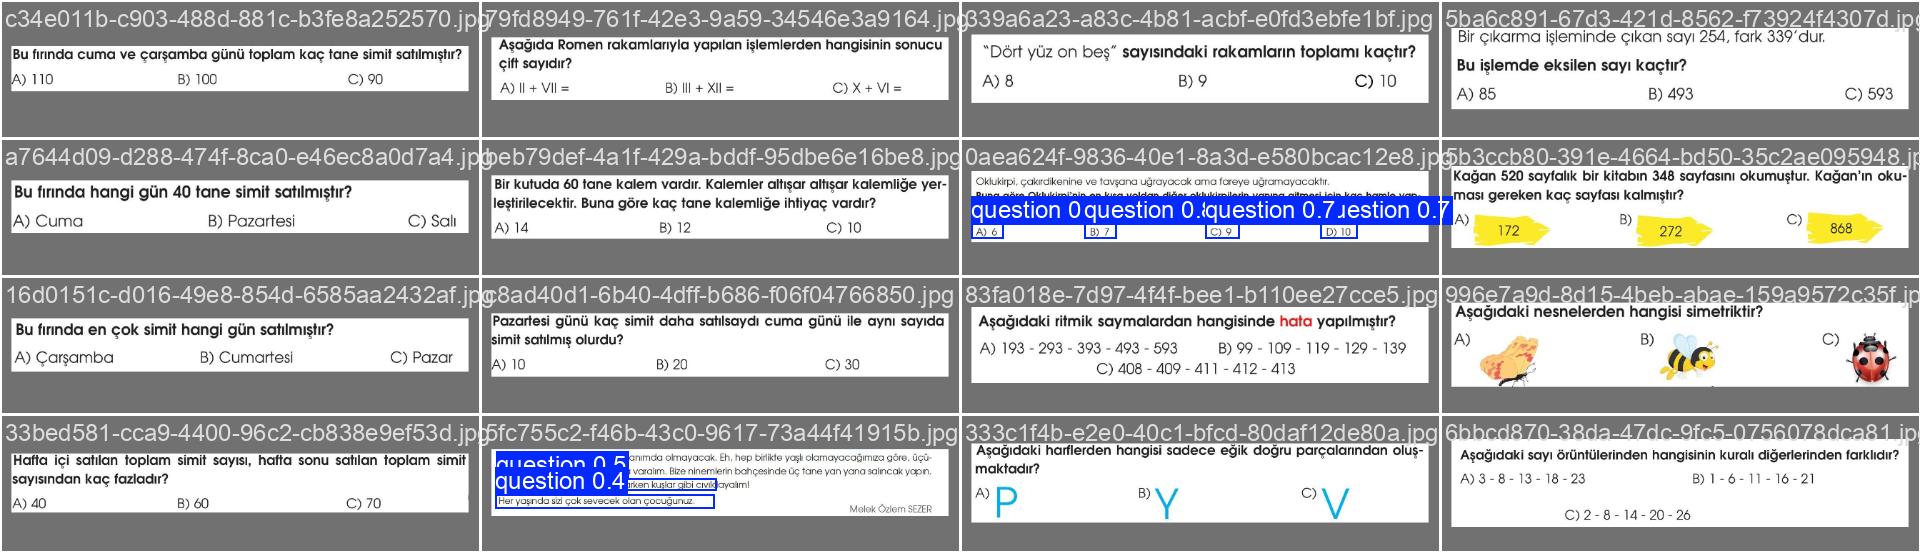 c34e011b-c903-488d-881c-b3fe8a252570.jpg
Bu fırında cuma ve çarşamba günü toplam kaç tane simit satılmıştır?
A) 110 B) 100 C) 90
79fd8949-761f-42e3-9a59-34546e3a9164.jpg
Aşağıda Romen rakamlarıyla yapılan işlemlerden hangisinin sonucu
çift sayıdır?
A) II + VII = B) III + XII = C) X + VI =
339a6a23-a83c-4b81-acbf-e0fd3ebfe1bf.jpg
“Dört yüz on beş” sayısındaki rakamların toplamı kaçtır?
A) 8 B) 9 C) 10
5ba6c891-67d3-421d-8562-f73924f4307d.jpg
Bir çıkarma işleminde çıkan sayı 254, fark 339’dur.
Bu işlemde eksilen sayı kaçtır?
A) 85 B) 493 C) 593
a7644d09-d288-474f-8ca0-e46ec8a0d7a4.jpg
Bu fırında hangi gün 40 tane simit satılmıştır?
A) Cuma B) Pazartesi C) Salı
beb79def-4a1f-429a-bddf-95dbe6e16be8.jpg
Bir kutuda 60 tane kalem vardır. Kalemler altışar altışar kalemliğe yer-
leştirilecektir. Buna göre kaç tane kalemliğe ihtiyaç vardır?
A) 14 B) 12 C) 10
0aea624f-9836-40e1-8a3d-e580bcac12e8.jpg
Oklukirpi, çakırdikenine ve tavşana uğrayacak ama fareye uğramayacaktır.
question 0 question 0. question 0.7 uestion 0.7
A) 6 B) 7 C) 9 D) 10
5b3ccb80-391e-4664-bd50-35c2ae095948.j
Kağan 520 sayfalık bir kitabın 348 sayfasını okumuştur. Kağan’ın oku-
ması gereken kaç sayfası kalmıştır?
A) 172 B) 272 C) 868
16d0151c-d016-49e8-854d-6585aa2432af.jpg
Bu fırında en çok simit hangi gün satılmıştır?
A) Çarşamba B) Cumartesi C) Pazar
c8ad40d1-6b40-4dff-b686-f06f04766850.jpg
Pazartesi günü kaç simit daha satılsaydı cuma günü ile aynı sayıda
simit satılmış olurdu?
A) 10 B) 20 C) 30
83fa018e-7d97-4f4f-bee1-b110ee27cce5.jpg
Aşağıdaki ritmik saymalardan hangisinde hata yapılmıştır?
A) 193 - 293 - 393 - 493 - 593 B) 99 - 109 - 119 - 129 - 139
C) 408 - 409 - 411 - 412 - 413
996e7a9d-8d15-4beb-abae-159a9572c35f.jp
Aşağıdaki nesnelerden hangisi simetriktir?
A) B) C)
33bed581-cca9-4400-96c2-cb838e9ef53d.jpg
Hafta içi satılan toplam simit sayısı, hafta sonu satılan toplam simit
sayısından kaç fazladır?
A) 40 B) 60 C) 70
5fc755c2-f46b-43c0-9617-73a44f41915b.jpg
question 0.5 anımda olmayacak. Eh, hep birlikte yaşlı olamayacağımıza göre, üçü-
varalım. Bize ninemlerin bahçesinde üç tane yan yana salıncak yapın.
question 0.4 arken kuşlar gibi cıvıldayalım!
Her yaşında sizi çok sevecek olan çocuğunuz.
Melek Özlem SEZER
333c1f4b-e2e0-40c1-bfcd-80daf12de80a.jpg
Aşağıdaki harflerden hangisi sadece eğik doğru parçalarından oluş-
maktadır?
A) P B) Y C) V
6bbcd870-38da-47dc-9fc5-0756078dca81.jp
Aşağıdaki sayı örüntülerinden hangisinin kuralı diğerlerinden farklıdır?
A) 3 - 8 - 13 - 18 - 23 B) 1 - 6 - 11 - 16 - 21
C) 2 - 8 - 14 - 20 - 26